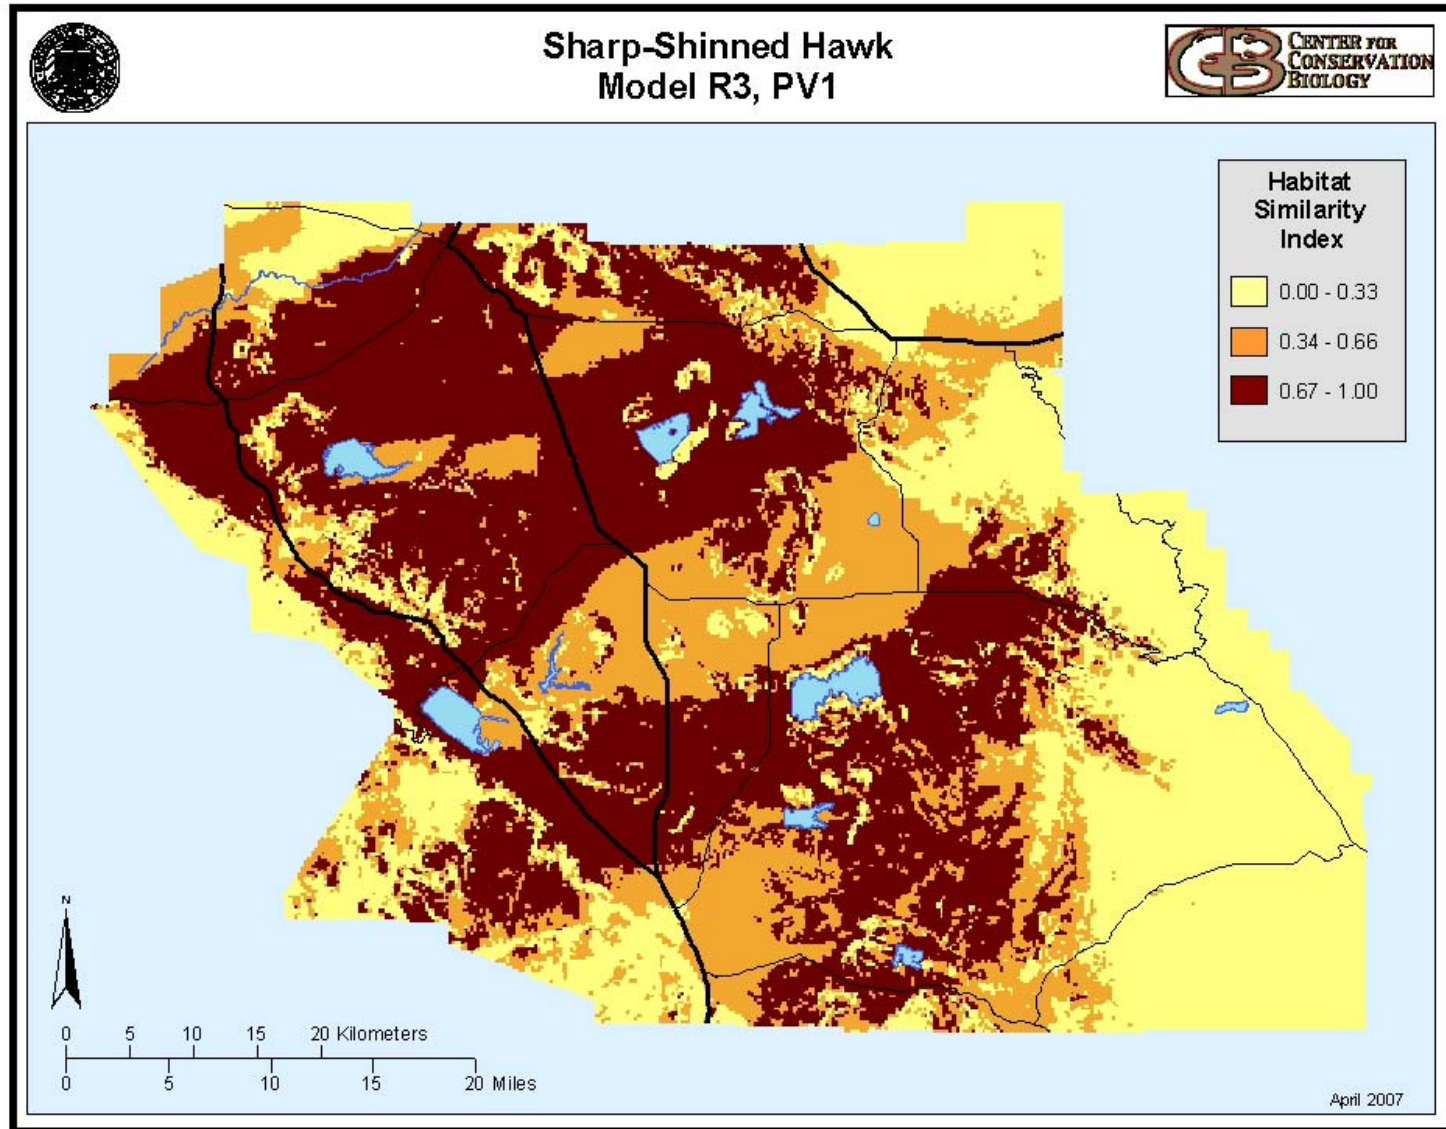 Sharp-Shinned Hawk
Model R3, PV1
CENTER FOR
CONSERVATION
BIOLOGY
Habitat
Similarity
Index
0.00 - 0.33
0.34 - 0.66
0.67 - 1.00
N
0 5 10 15 20 Kilometers
0 5 10 15 20 Miles
April 2007